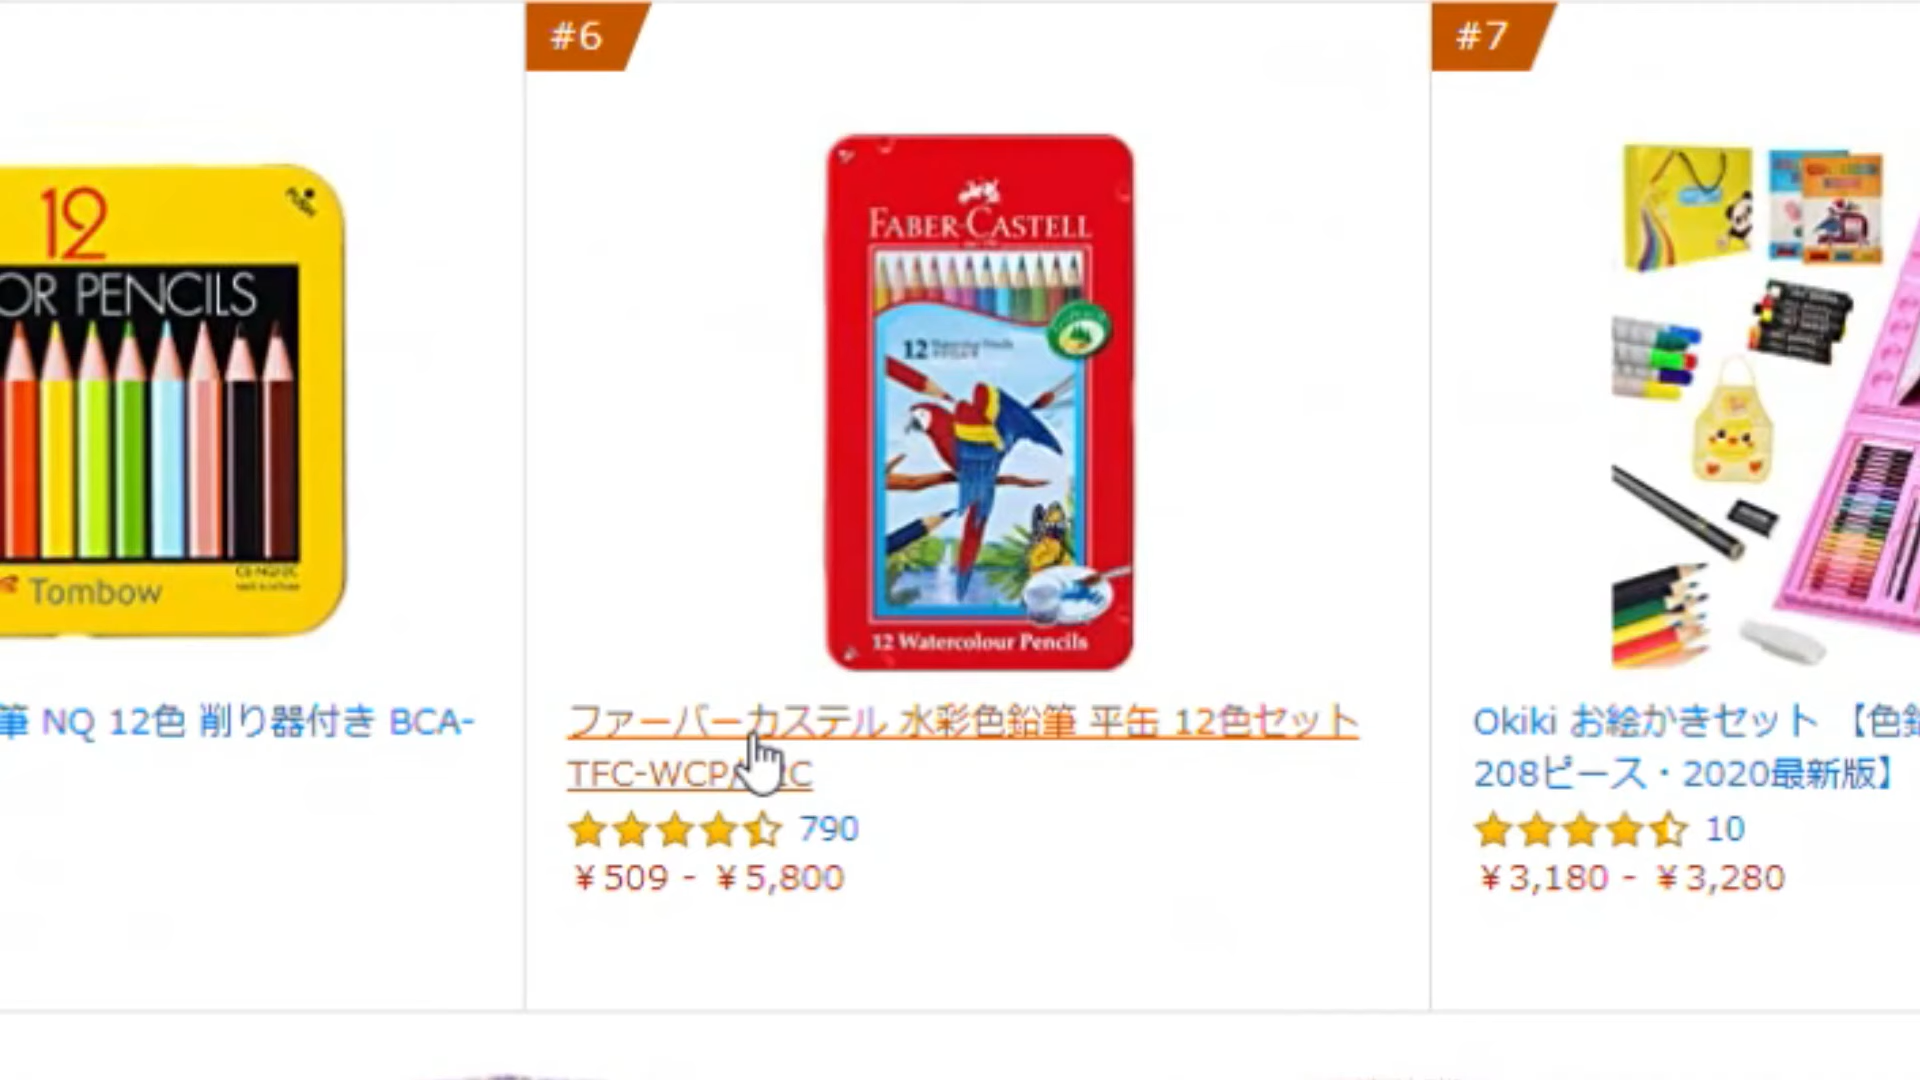 #6
#7
12
OR PENCILS
Tombow
FABER-CASTELL
12
12 Watercolour Pencils
筆 NQ 12色 削り器付き BCA-
ファーバーカステル 水彩色鉛筆 平缶 12色セット
790
¥509 - ¥5,800
Okiki お絵かきセット 【色鉛
208ピース・2020最新版】
10
¥3,180 - ¥3,280